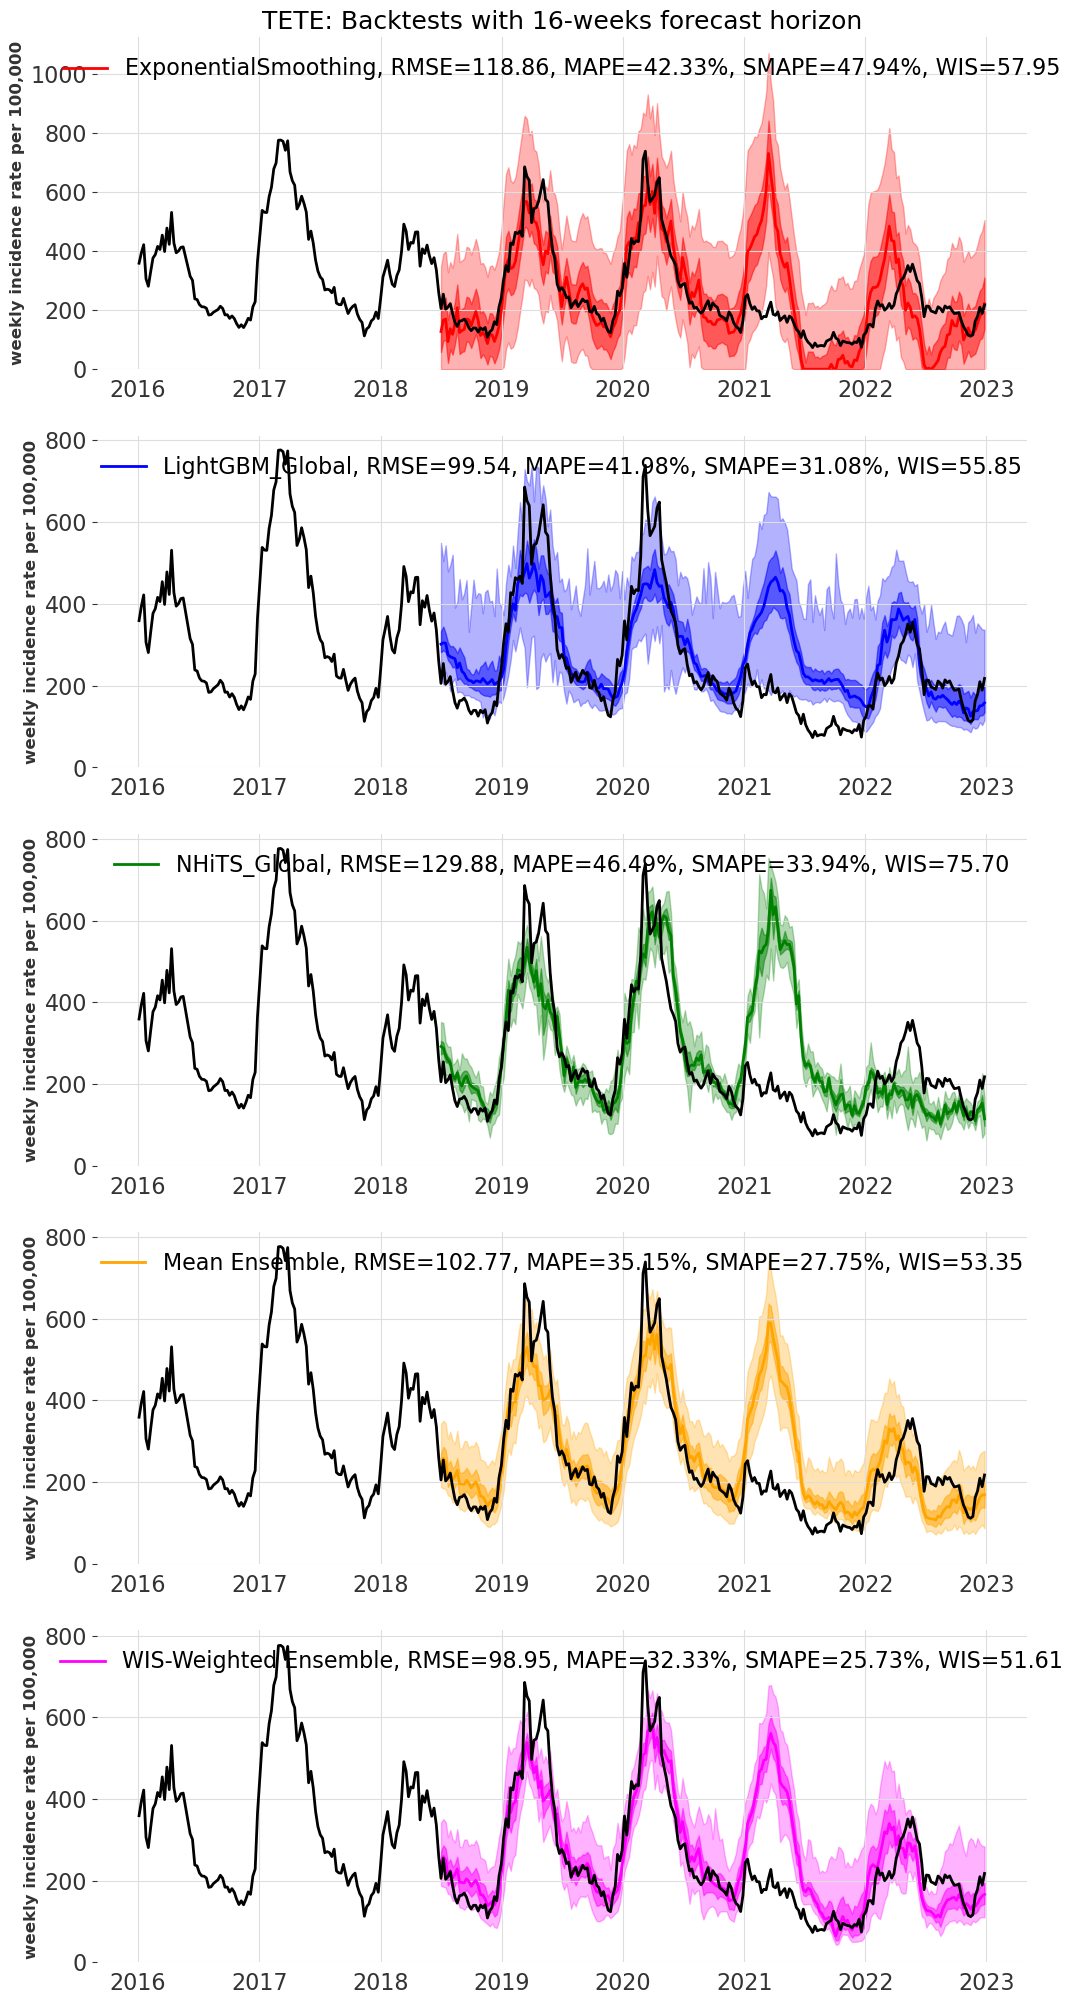 TETE: Backtests with 16-weeks forecast horizon
ExponentialSmoothing, RMSE=118.86, MAPE=42.33%, SMAPE=47.94%, WIS=57.95
weekly incidence rate per 100,000
1000
800
600
400
200
0
2016 2017 2018 2019 2020 2021 2022 2023
LightGBM_Global, RMSE=99.54, MAPE=41.98%, SMAPE=31.08%, WIS=55.85
weekly incidence rate per 100,000
800
600
400
200
0
2016 2017 2018 2019 2020 2021 2022 2023
NHiTS_Global, RMSE=129.88, MAPE=46.49%, SMAPE=33.94%, WIS=75.70
weekly incidence rate per 100,000
800
600
400
200
0
2016 2017 2018 2019 2020 2021 2022 2023
Mean Ensemble, RMSE=102.77, MAPE=35.15%, SMAPE=27.75%, WIS=53.35
weekly incidence rate per 100,000
800
600
400
200
0
2016 2017 2018 2019 2020 2021 2022 2023
WIS-Weighted Ensemble, RMSE=98.95, MAPE=32.33%, SMAPE=25.73%, WIS=51.61
weekly incidence rate per 100,000
800
600
400
200
0
2016 2017 2018 2019 2020 2021 2022 2023